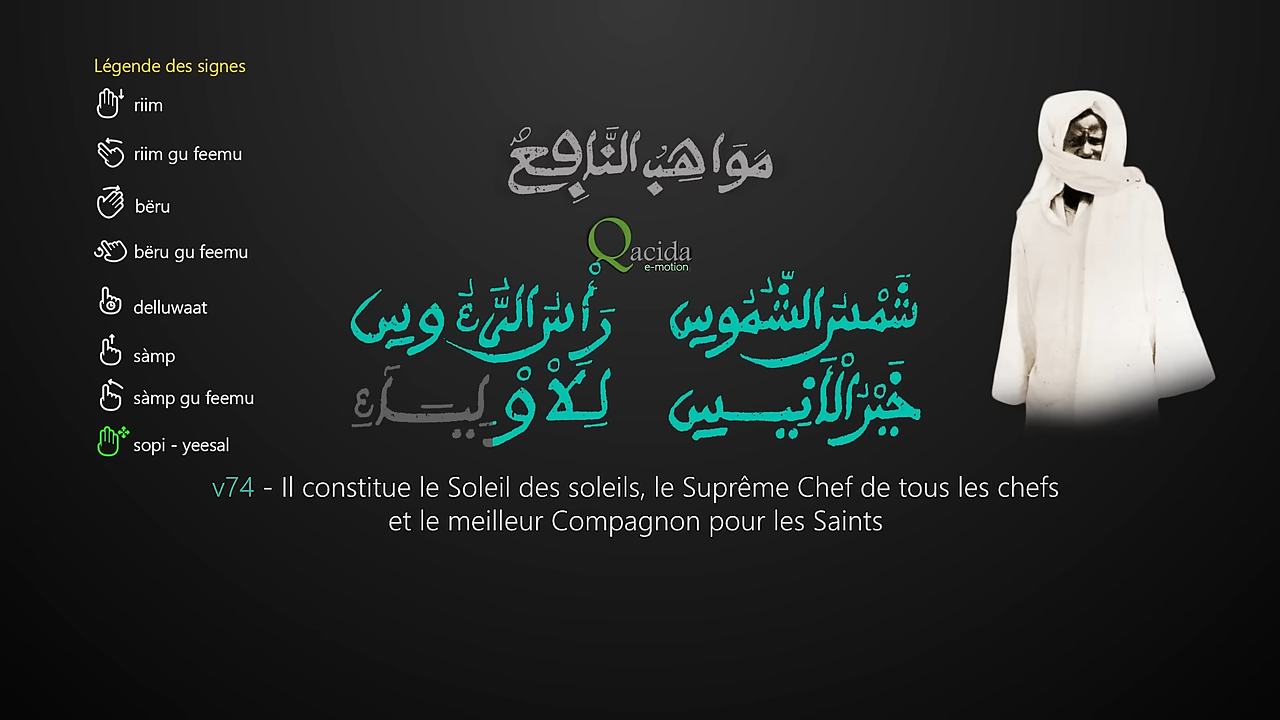 Légende des signes
riim
riim gu feemu
bëru
bëru gu feemu
delluwaat
sàmp
sàmp gu feemu
sopi - yeesal
مَوَاهِبُ النَّافِعُ
Qacida
e-motion
شَمْسُ الشُّمُوسِ رَأْسُ الرُّءُوسِ
خَيْرُ الْأَنِيسِ لِلَاوْلِيَاءِ
v74 - Il constitue le Soleil des soleils, le Suprême Chef de tous les chefs
et le meilleur Compagnon pour les Saints